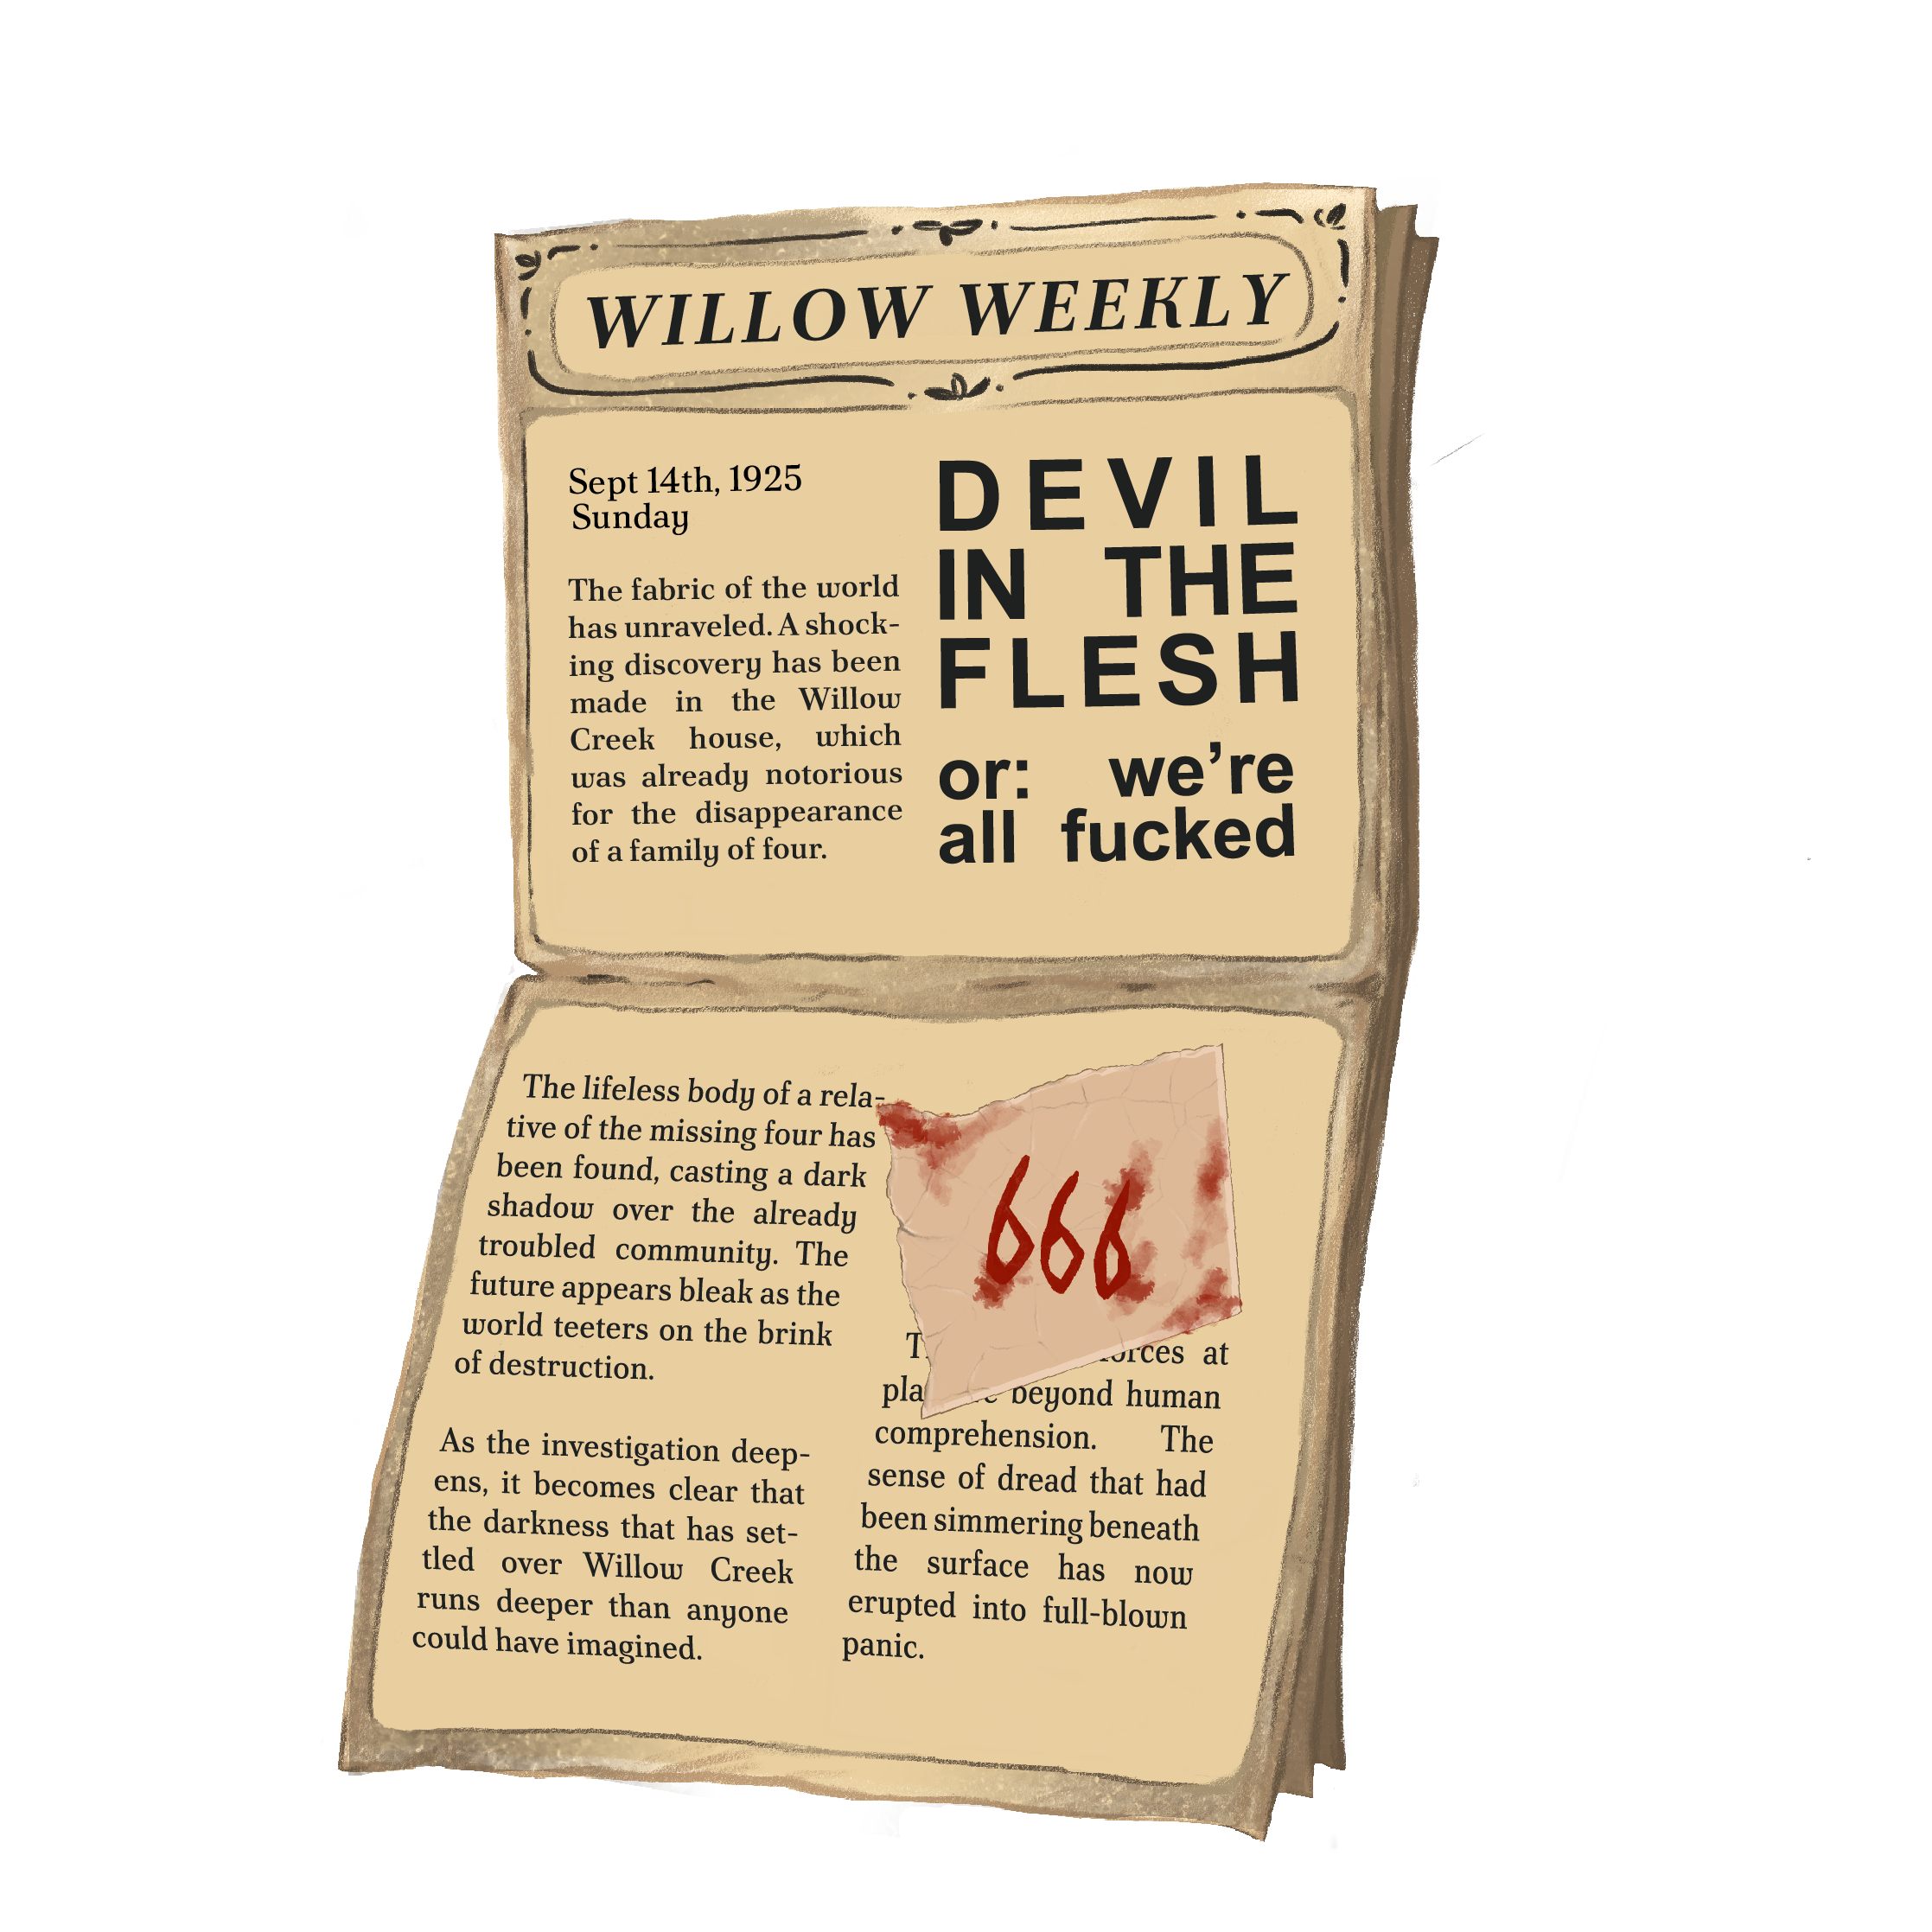 WILLOW WEEKLY
Sept 14th, 1925
Sunday
The fabric of the world
has unraveled. A shock-
ing discovery has been
made in the Willow
Creek house, which
was already notorious
for the disappearance
of a family of four.
DEVIL
IN THE
FLESH
or: we're
all fucked
The lifeless body of a rela-
tive of the missing four has
been found, casting a dark
shadow over the already
troubled community. The
future appears bleak as the
world teeters on the brink
of destruction.
As the investigation deep-
ens, it becomes clear that
the darkness that has set-
tled over Willow Creek
runs deeper than anyone
could have imagined.
666
at
beyond human
comprehension. The
sense of dread that had
been simmering beneath
the surface has now
erupted into full-blown
panic.